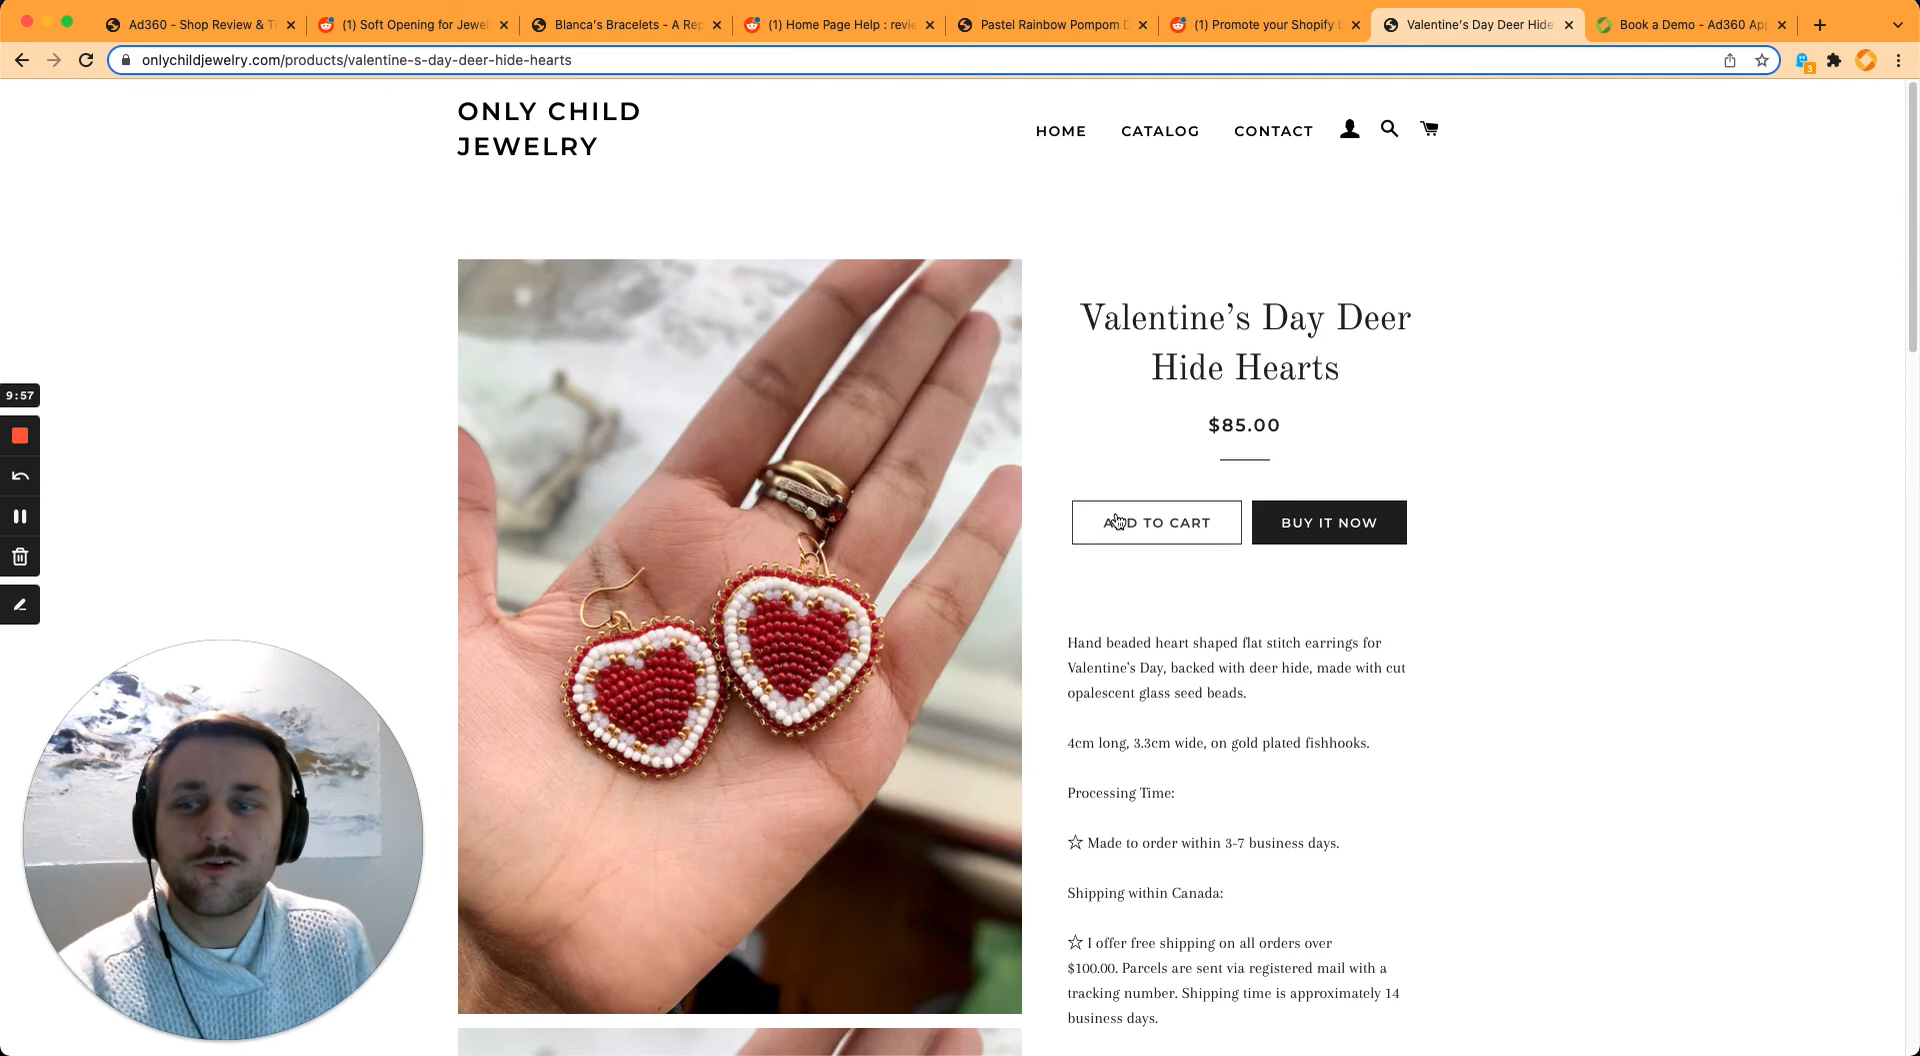 Ad360 - Shop Review & Ti
(1) Soft Opening for Jewel
Blanca's Bracelets - A Rep
(1) Home Page Help : revie
Pastel Rainbow Pompom D
(1) Promote your Shopify b
Valentine's Day Deer Hide
Book a Demo - Ad360 App
onlychildjewelry.com/products/valentine-s-day-deer-hide-hearts
3
ONLY CHILD
JEWELRY
HOME
CATALOG
CONTACT
Valentine's Day Deer
Hide Hearts
$85.00
ADD TO CART
BUY IT NOW
9:57
Hand beaded heart shaped flat stitch earrings for
Valentine's Day, backed with deer hide, made with cut
opalescent glass seed beads.
4cm long, 3.3cm wide, on gold plated fishhooks.
Processing Time:
☆ Made to order within 3-7 business days.
Shipping within Canada:
☆ I offer free shipping on all orders over
$100.00. Parcels are sent via registered mail with a
tracking number. Shipping time is approximately 14
business days.